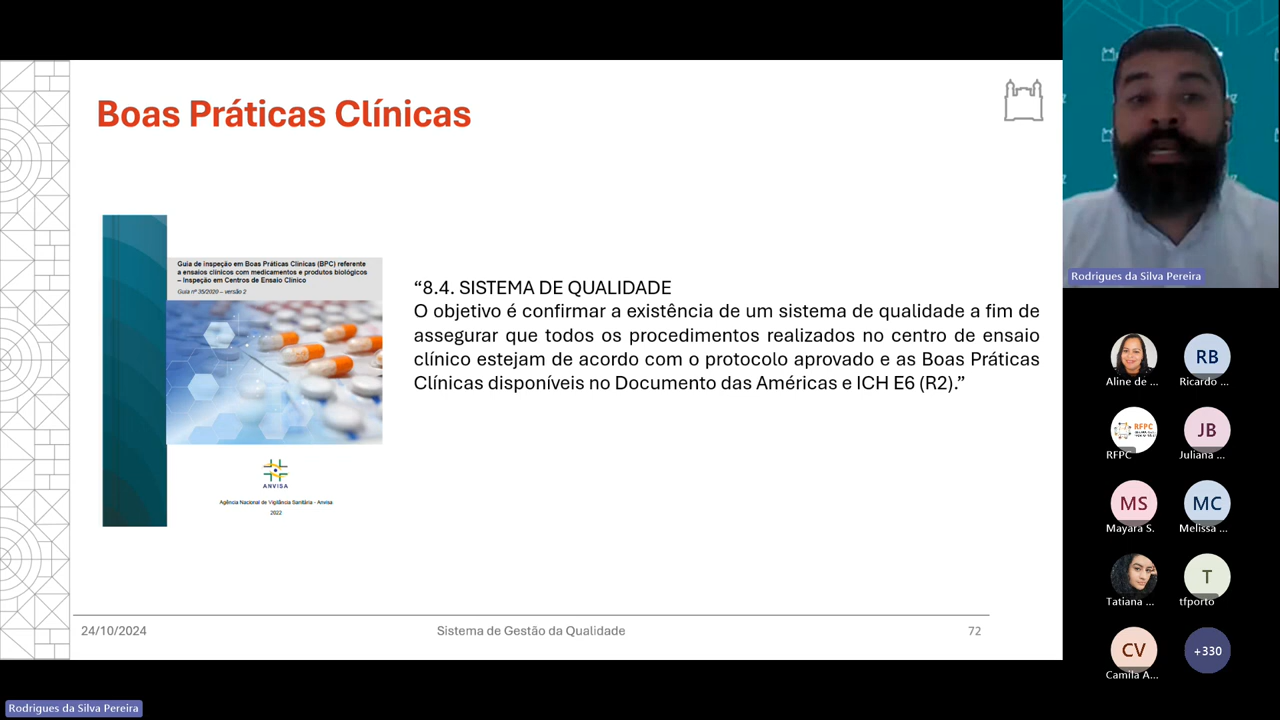 Boas Práticas Clínicas
Guia de inspeção em Boas Práticas Clínicas (BPC) referente
a ensaios clínicos com medicamentos e produtos biológicos
– Inspeção em Centros de Ensaio Clínico
Guia nº 35/2020 – versão 2
ANVISA
Agência Nacional de Vigilância Sanitária - Anvisa
2022
“8.4. SISTEMA DE QUALIDADE
O objetivo é confirmar a existência de um sistema de qualidade a fim de
assegurar que todos os procedimentos realizados no centro de ensaio
clínico estejam de acordo com o protocolo aprovado e as Boas Práticas
Clínicas disponíveis no Documento das Américas e ICH E6 (R2).”
24/10/2024
Sistema de Gestão da Qualidade
72
Rodrigues da Silva Pereira
Aline de ...
RB
Ricardo ...
RFPC
RFPC
JB
Juliana ...
MS
Mayara S.
MC
Melissa ...
Tatiana ...
T
tfporto
CV
Camila A...
+330
Rodrigues da Silva Pereira